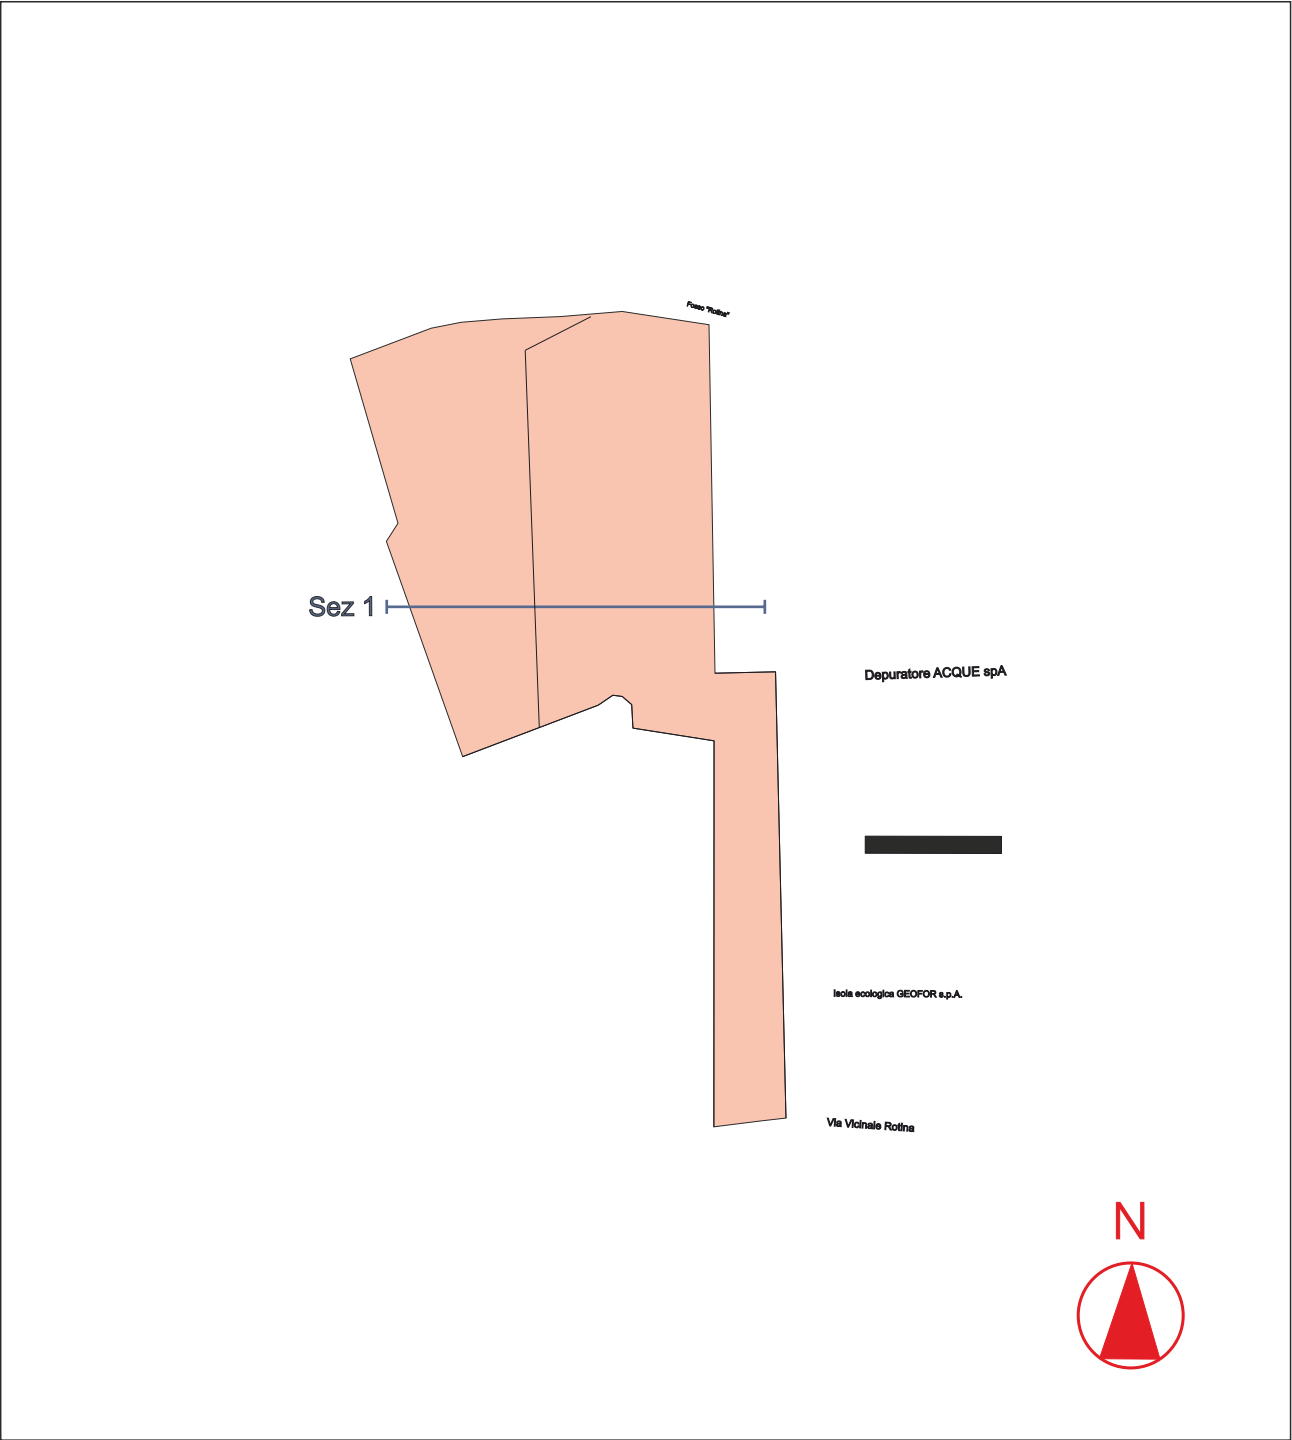 Fosso "Rotina"
Sez 1
Depuratore ACQUE spA
Isola ecologica GEOFOR s.p.A.
Via Vicinale Rotina
N